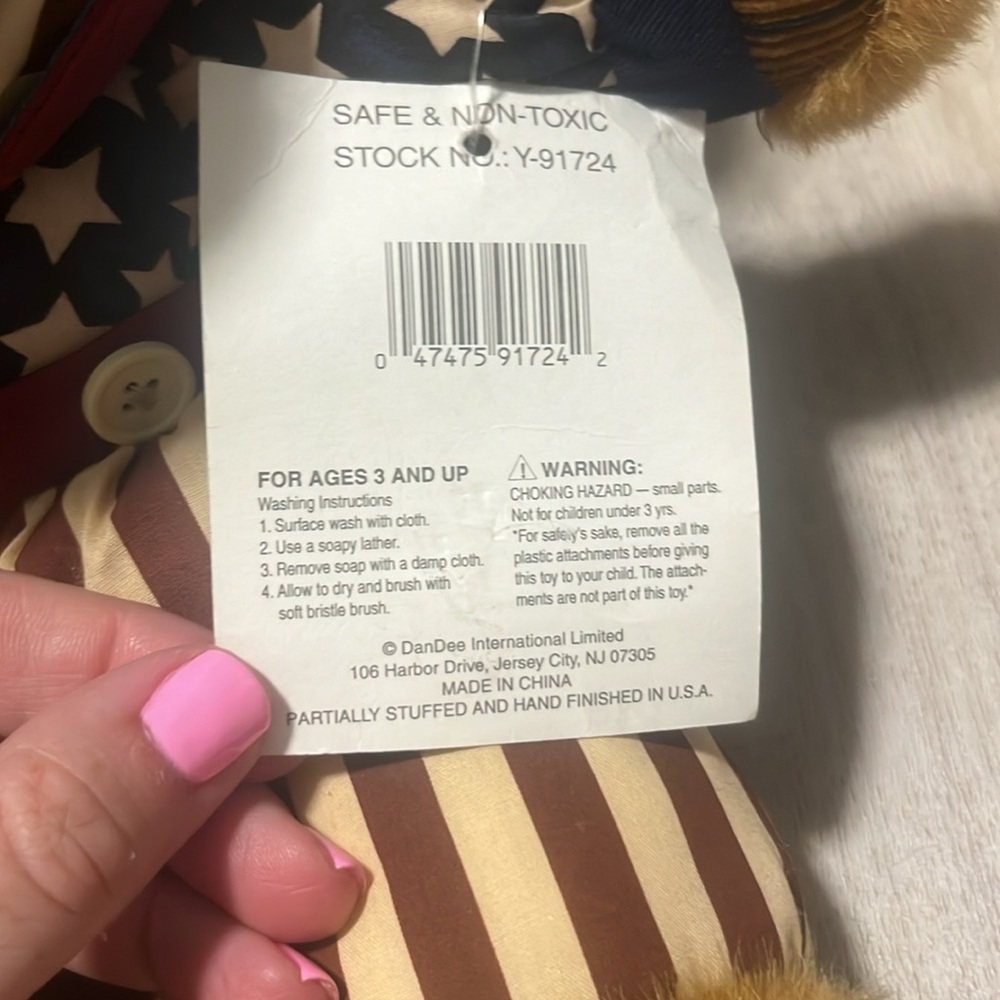 SAFE & NON-TOXIC
STOCK NO.: Y-91724
0 47475 91724 2
FOR AGES 3 AND UP
Washing Instructions
1. Surface wash with cloth.
2. Use a soapy lather.
3. Remove soap with a damp cloth.
4. Allow to dry and brush with
soft bristle brush.
⚠ WARNING:
CHOKING HAZARD — small parts.
Not for children under 3 yrs.
"For safety's sake, remove all the
plastic attachments before giving
this toy to your child. The attach-
ments are not part of this toy."
© DanDee International Limited
106 Harbor Drive, Jersey City, NJ 07305
MADE IN CHINA
PARTIALLY STUFFED AND HAND FINISHED IN U.S.A.